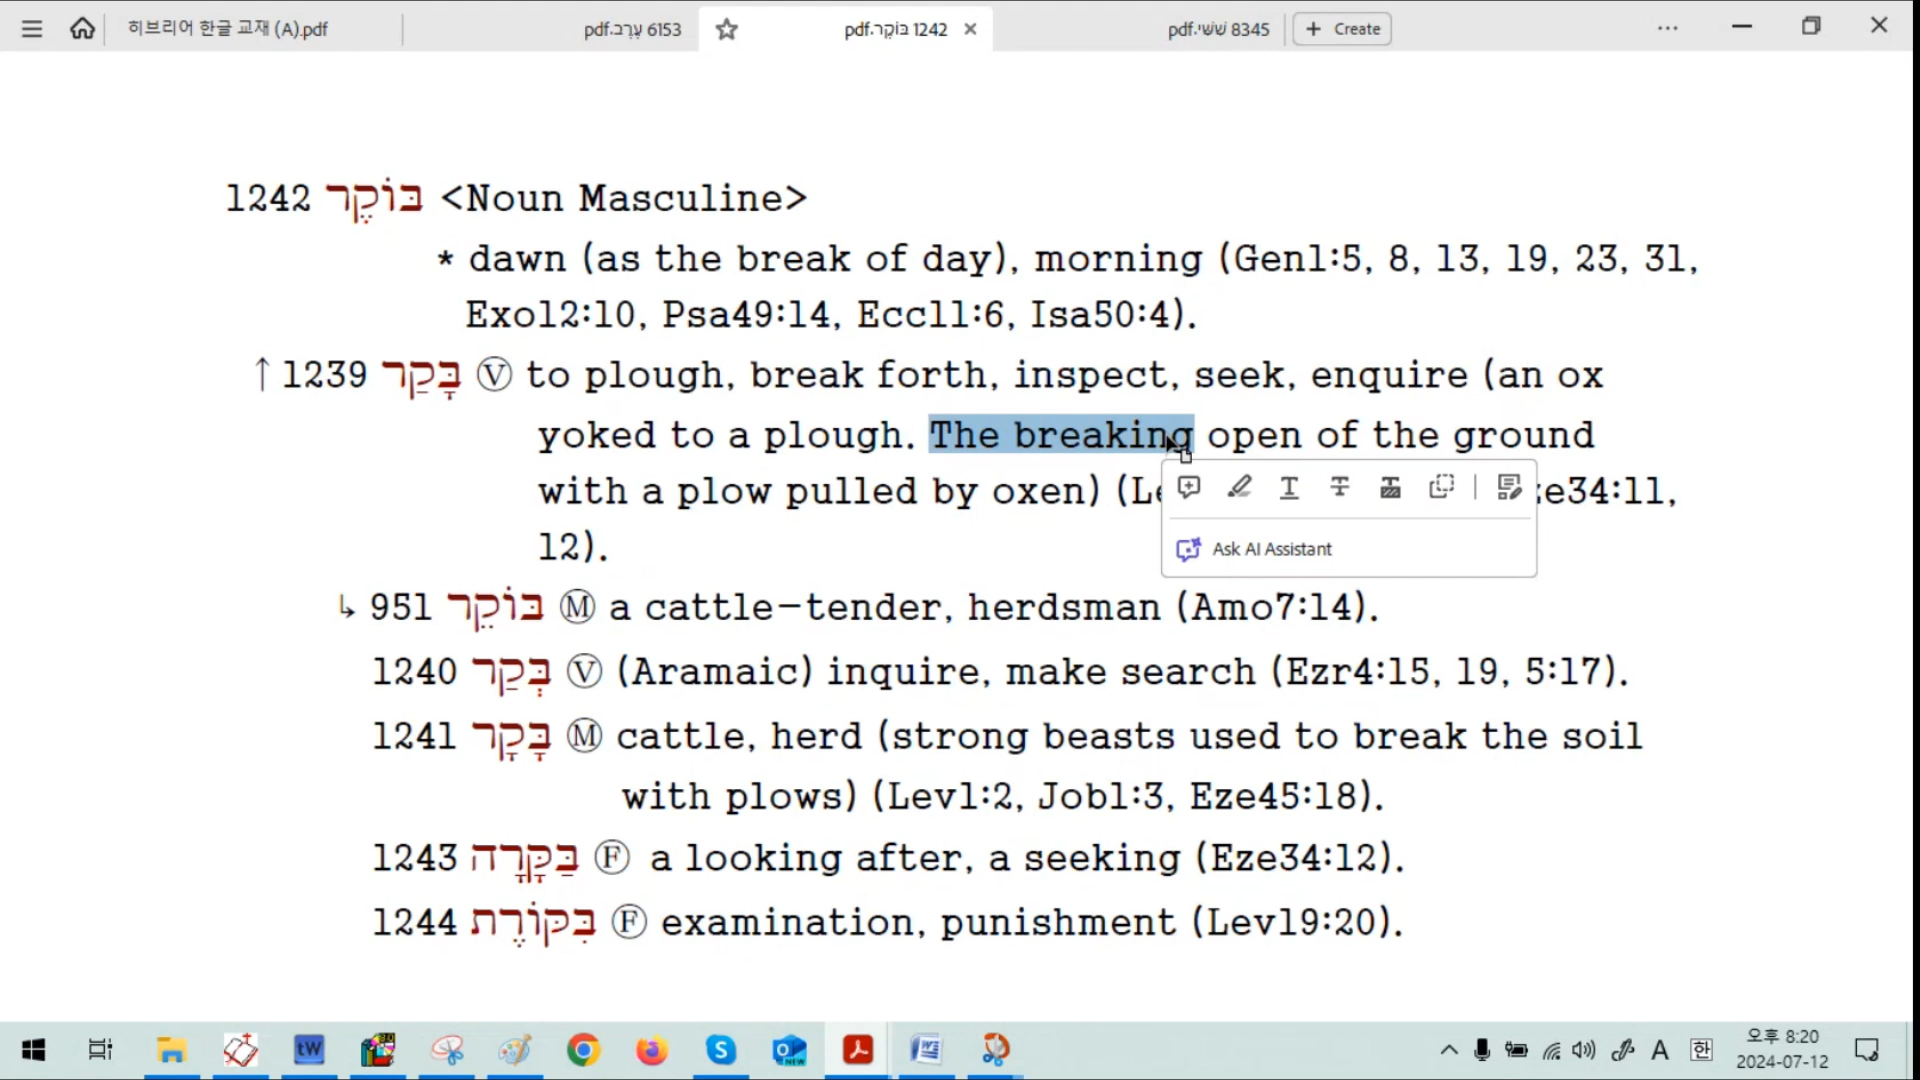 히브리어 한글 교재 (A).pdf
6153 עֶרֶב.pdf
1242 בּוֹקֶר.pdf
8345 שִׁשִּׁי.pdf
Create
1242 בּוֹקֶר <Noun Masculine>
* dawn (as the break of day), morning (Gen1:5, 8, 13, 19, 23, 31,
Exo12:10, Psa49:14, Ecc11:6, Isa50:4).
↑ 1239 בָּקַר Ⓥ to plough, break forth, inspect, seek, enquire (an ox
yoked to a plough. The breaking open of the ground
with a plow pulled by oxen) (Le
ze34:11,
12).
Ask AI Assistant
↳ 951 בּוֹקֵר Ⓜ a cattle-tender, herdsman (Amo7:14).
1240 בְּקַר Ⓥ (Aramaic) inquire, make search (Ezr4:15, 19, 5:17).
1241 בָּקָר Ⓜ cattle, herd (strong beasts used to break the soil
with plows) (Lev1:2, Job1:3, Eze45:18).
1243 בַּקָּרָה Ⓕ a looking after, a seeking (Eze34:12).
1244 בִּקּוֹרֶת Ⓕ examination, punishment (Lev19:20).
tW
NEW
A
한
오후 8:20
2024-07-12